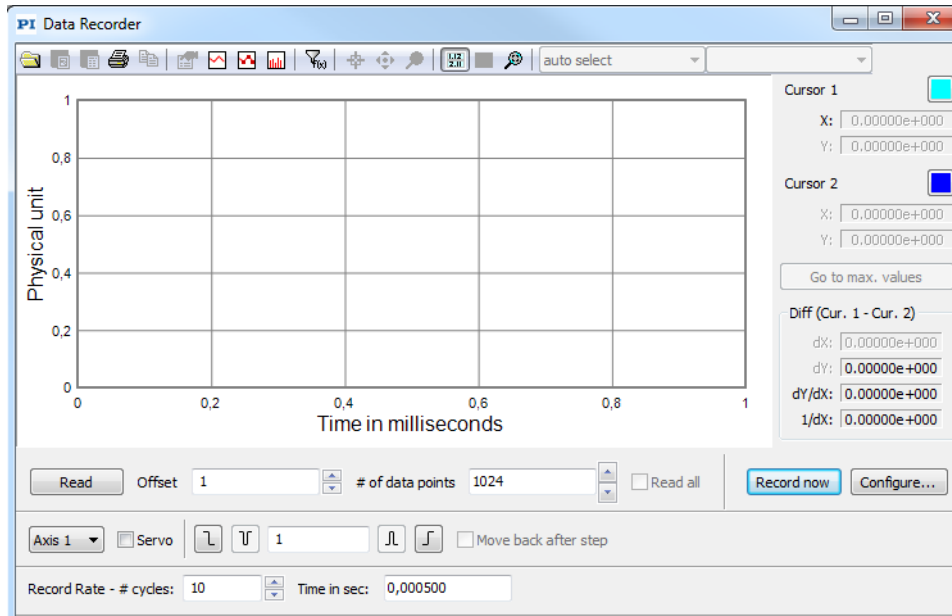 PI Data Recorder
F(x) 1,1,2 2,11 auto select
Cursor 1
X: 0.00000e+000
Y: 0.00000e+000
Cursor 2
X: 0.00000e+000
Y: 0.00000e+000
Go to max. values
Diff (Cur. 1 - Cur. 2)
dX: 0.00000e+000
dY: 0.00000e+000
dY/dX: 0.00000e+000
1/dX: 0.00000e+000
Physical unit
1
0,8
0,6
0,4
0,2
0
0 0,2 0,4 0,6 0,8 1
Time in milliseconds
Read Offset 1 # of data points 1024 Read all Record now Configure...
Axis 1 Servo 1 Move back after step
Record Rate - # cycles: 10 Time in sec: 0,000500